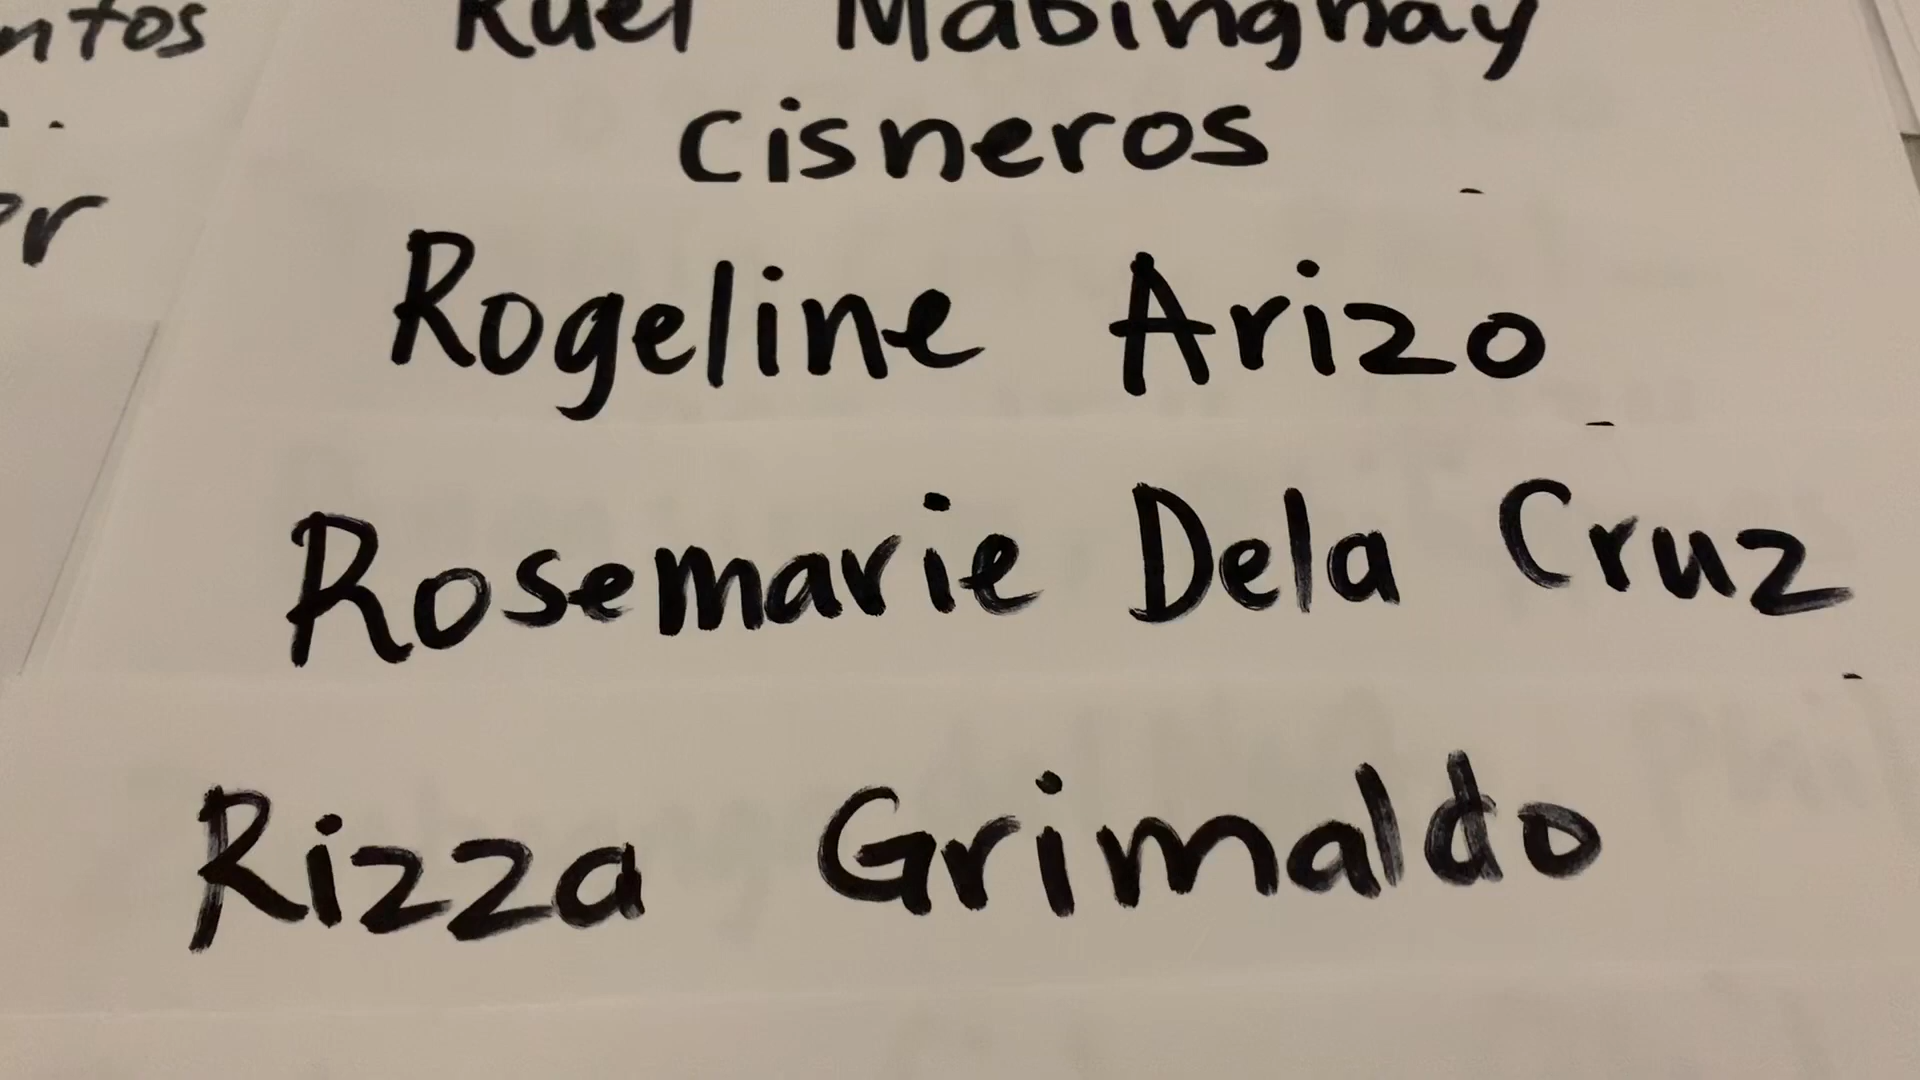 Ruel Mabinghay
Cisneros
Rogeline Arizo
Rosemarie Dela Cruz
Rizza Grimaldo